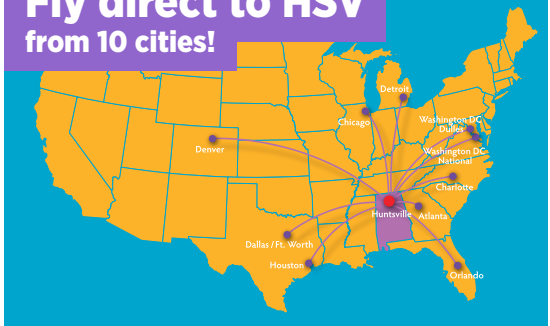 Fly direct to HSV
from 10 cities!
Detroit
Chicago
Washington DC
Dulles
Denver
Washington DC
National
Charlotte
Huntsville
Atlanta
Dallas /Ft. Worth
Houston
Orlando